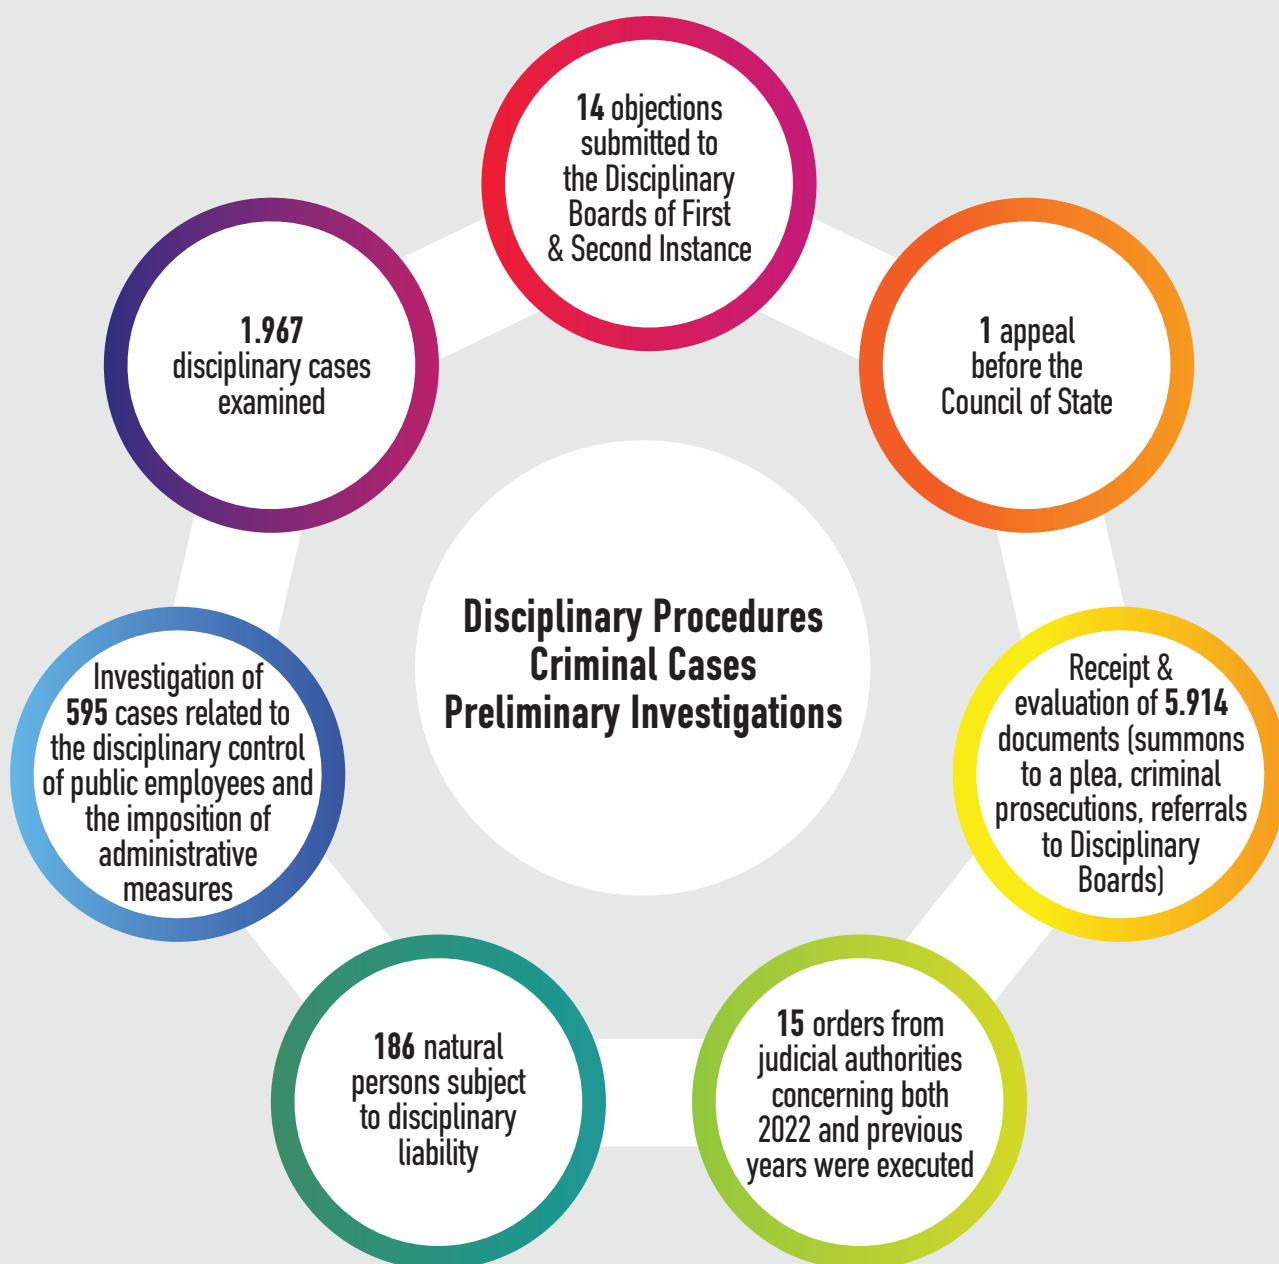 14 objections
submitted to
the Disciplinary
Boards of First
& Second Instance
1 appeal
before the
Council of State
Receipt &
evaluation of 5.914
documents (summons
to a plea, criminal
prosecutions, referrals
to Disciplinary
Boards)
15 orders from
judicial authorities
concerning both
2022 and previous
years were executed
186 natural
persons subject
to disciplinary
liability
Investigation of
595 cases related to
the disciplinary control
of public employees and
the imposition of
administrative
measures
1.967
disciplinary cases
examined
Disciplinary Procedures
Criminal Cases
Preliminary Investigations